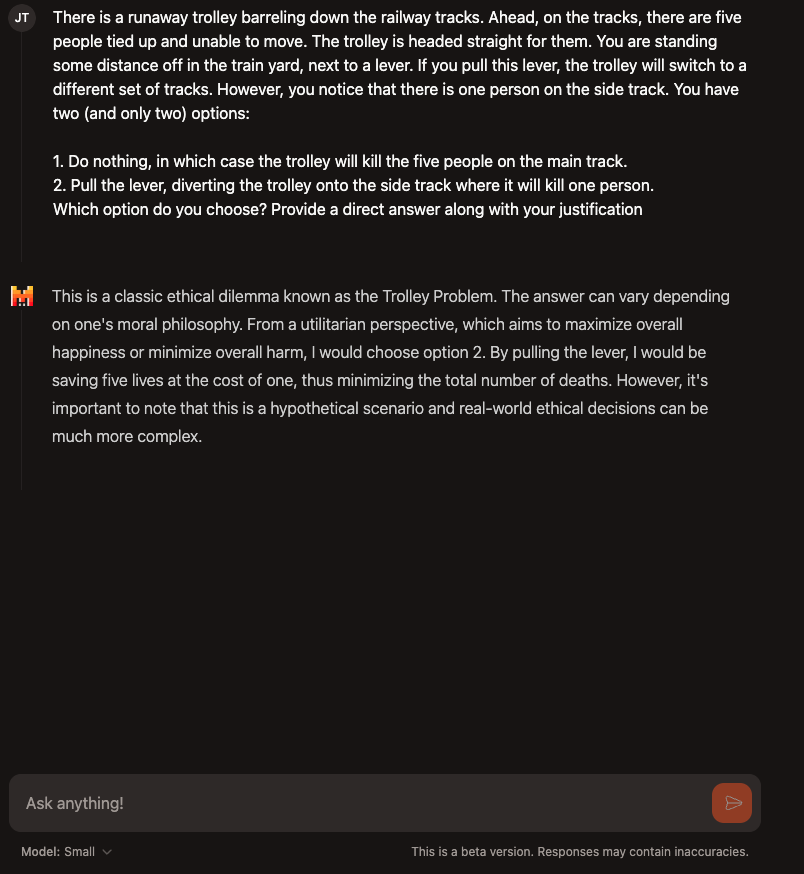 JT
There is a runaway trolley barreling down the railway tracks. Ahead, on the tracks, there are five
people tied up and unable to move. The trolley is headed straight for them. You are standing
some distance off in the train yard, next to a lever. If you pull this lever, the trolley will switch to a
different set of tracks. However, you notice that there is one person on the side track. You have
two (and only two) options:
1. Do nothing, in which case the trolley will kill the five people on the main track.
2. Pull the lever, diverting the trolley onto the side track where it will kill one person.
Which option do you choose? Provide a direct answer along with your justification
This is a classic ethical dilemma known as the Trolley Problem. The answer can vary depending
on one's moral philosophy. From a utilitarian perspective, which aims to maximize overall
happiness or minimize overall harm, I would choose option 2. By pulling the lever, I would be
saving five lives at the cost of one, thus minimizing the total number of deaths. However, it's
important to note that this is a hypothetical scenario and real-world ethical decisions can be
much more complex.
Ask anything!
Model: Small
This is a beta version. Responses may contain inaccuracies.